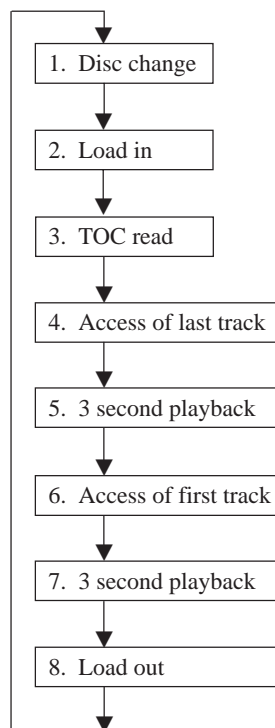 1. Disc change
2. Load in
3. TOC read
4. Access of last track
5. 3 second playback
6. Access of first track
7. 3 second playback
8. Load out